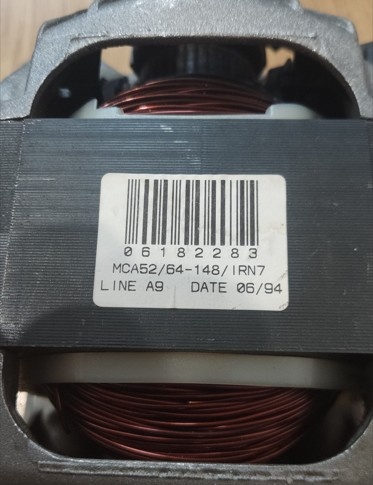 06182283
MCA52/64-148/IRN7
LINE A9 DATE 06/94